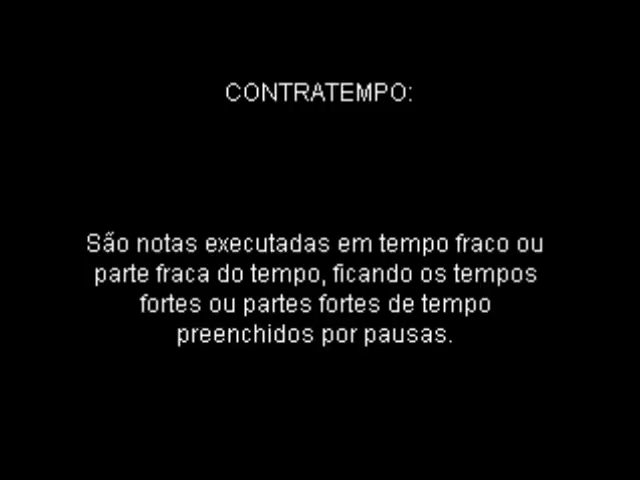 CONTRATEMPO:
São notas executadas em tempo fraco ou
parte fraca do tempo, ficando os tempos
fortes ou partes fortes de tempo
preenchidos por pausas.